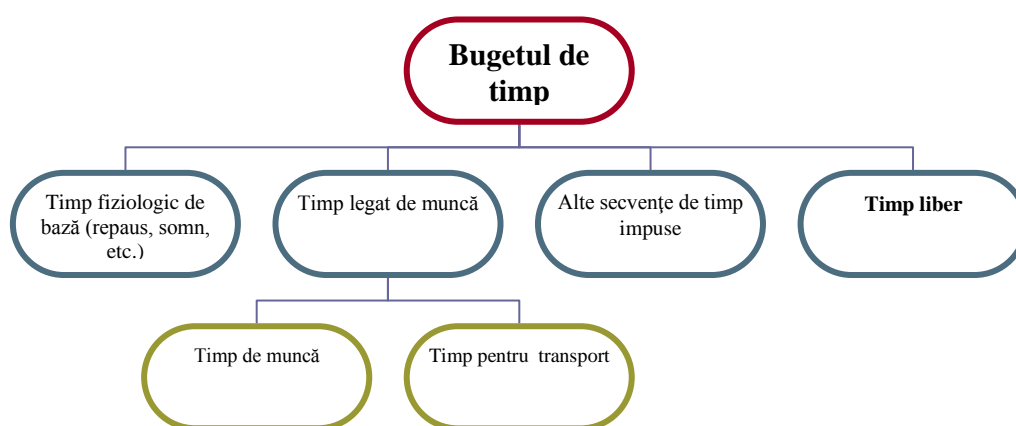 Bugetul de
timp
Timp fiziologic de
bază (repaus, somn,
etc.)
Timp legat de muncă
Alte secvențe de timp
impuse
Timp liber
Timp de muncă
Timp pentru transport